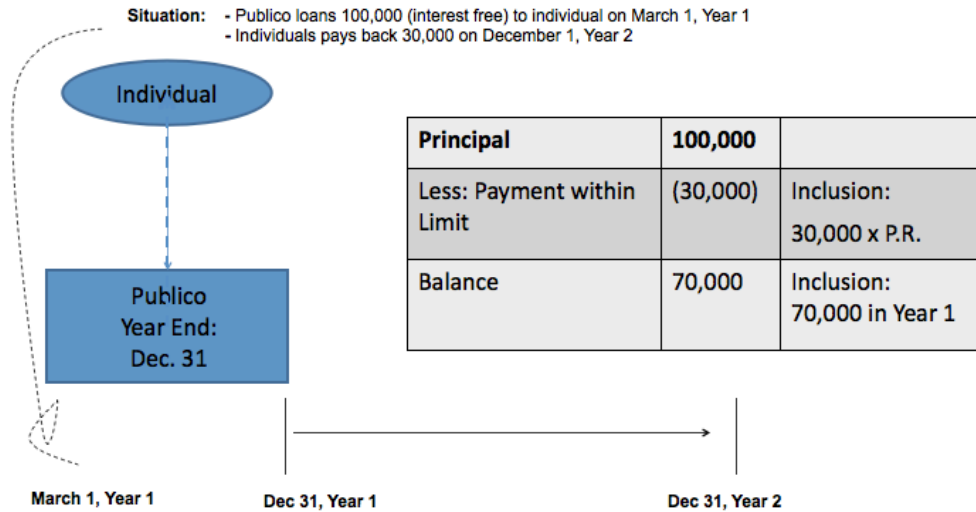 Situation: - Publico loans 100,000 (interest free) to individual on March 1, Year 1
- Individuals pays back 30,000 on December 1, Year 2
Individual
Principal 100,000
Less: Payment within (30,000) Inclusion:
Limit 30,000 x P.R.
Balance 70,000 Inclusion:
70,000 in Year 1
Publico
Year End:
Dec. 31
March 1, Year 1 Dec 31, Year 1 Dec 31, Year 2